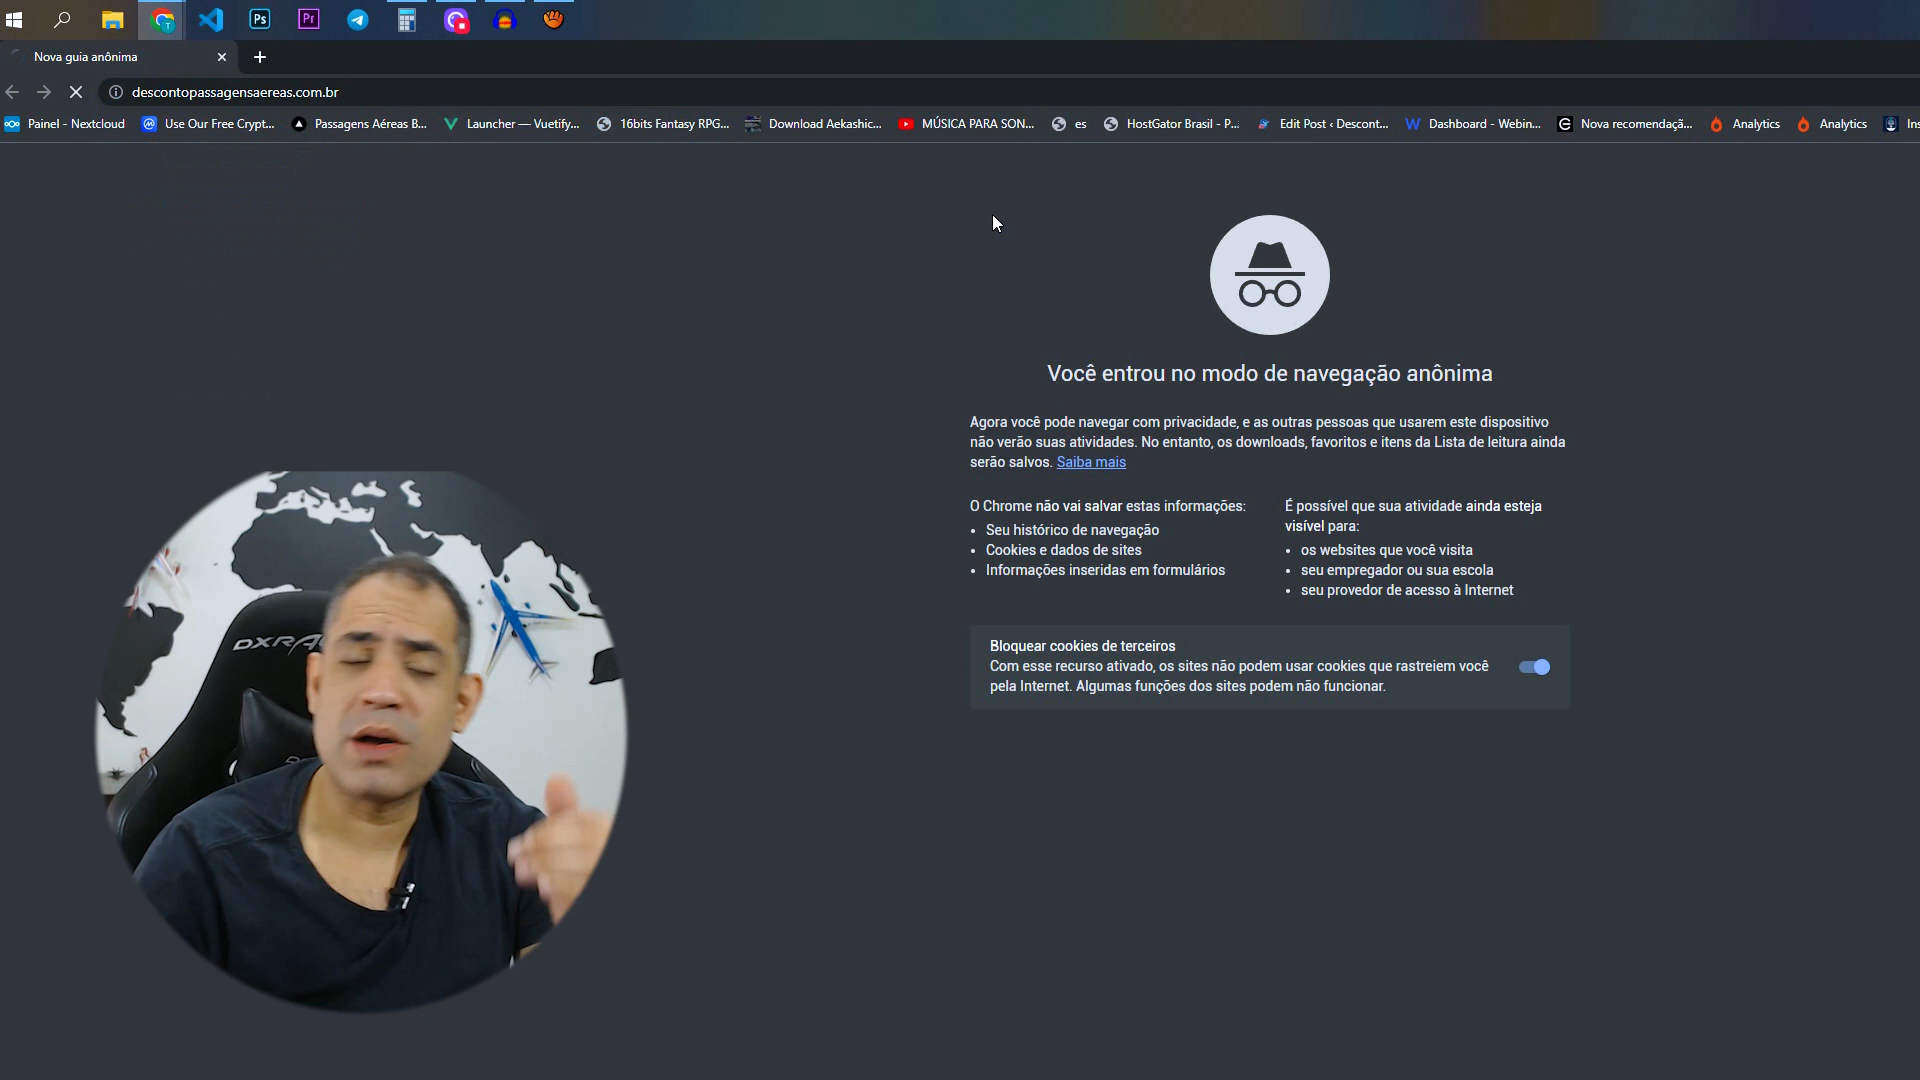 Ps
Pr
Nova guia anônima
descontopassagensaereas.com.br
Painel - Nextcloud
Use Our Free Crypt...
Passagens Aéreas B...
Launcher — Vuetify,...
16bits Fantasy RPG...
Download Aekashic...
MÚSICA PARA SON...
es
HostGator Brasil - P...
Edit Post ‹ Descont...
W
Dashboard - Webin...
Nova recomendaçã...
Analytics
Analytics
Ins
Você entrou no modo de navegação anônima
Agora você pode navegar com privacidade, e as outras pessoas que usarem este dispositivo
não verão suas atividades. No entanto, os downloads, favoritos e itens da Lista de leitura ainda
serão salvos. Saiba mais
O Chrome não vai salvar estas informações:
• Seu histórico de navegação
• Cookies e dados de sites
• Informações inseridas em formulários
É possível que sua atividade ainda esteja
visível para:
• os websites que você visita
• seu empregador ou sua escola
• seu provedor de acesso à Internet
Bloquear cookies de terceiros
Com esse recurso ativado, os sites não podem usar cookies que rastreiem você
pela Internet. Algumas funções dos sites podem não funcionar.